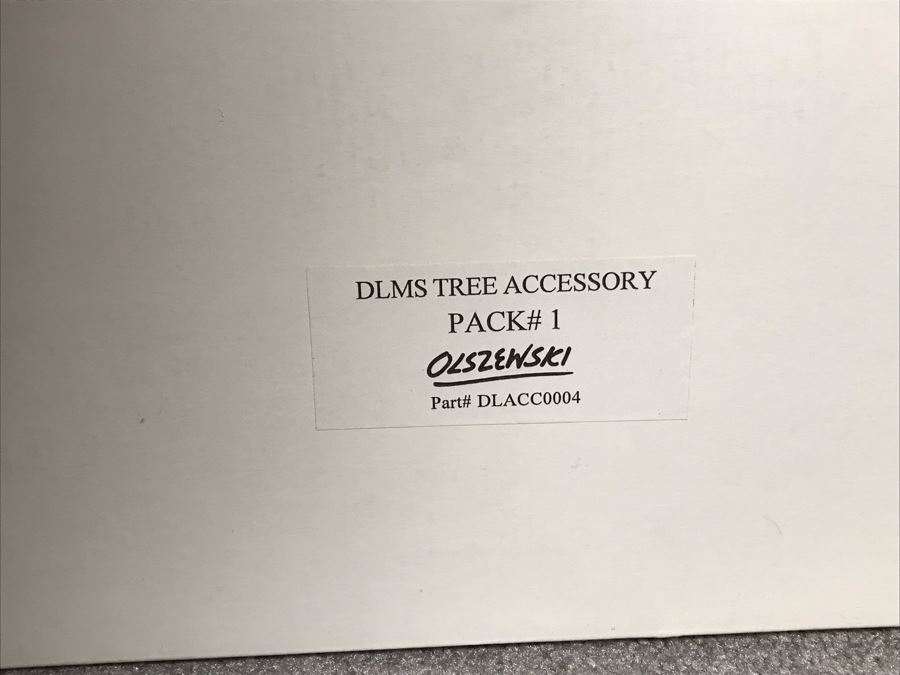 DLMS TREE ACCESSORY
PACK# 1
OLSZEWSKI
Part# DLACC0004